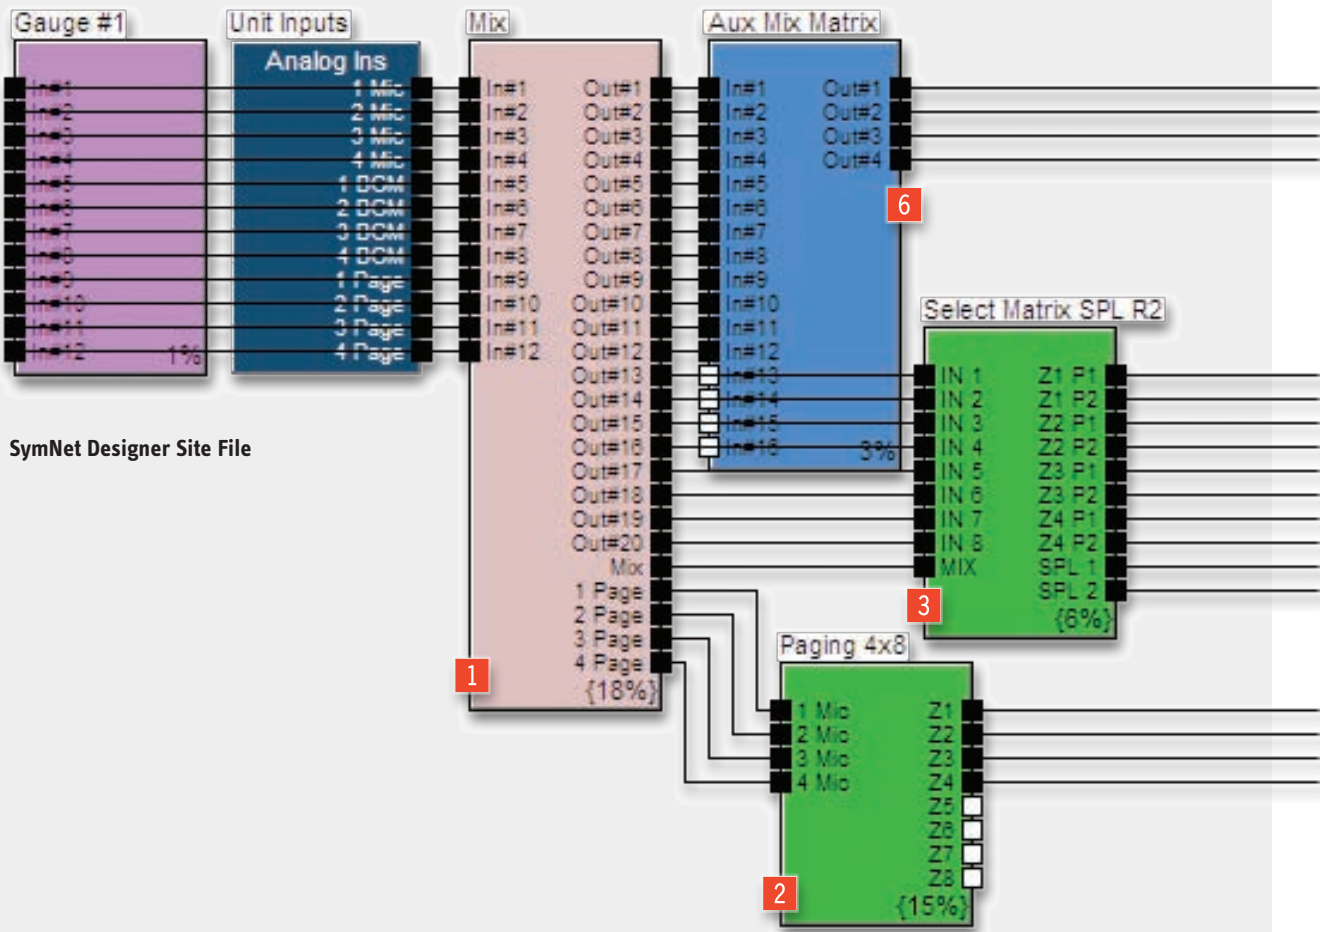 Gauge #1
In#1
In#2
In#3
In#4
In#5
In#6
In#7
In#8
In#9
In#10
In#11
In#12
1%
Unit Inputs
Analog Ins
1 Mic
2 Mic
3 Mic
4 Mic
1 BGM
2 BGM
3 BGM
4 BGM
1 Page
2 Page
3 Page
4 Page
SymNet Designer Site File
Mix
In#1 Out#1
In#2 Out#2
In#3 Out#3
In#4 Out#4
In#5 Out#5
In#6 Out#6
In#7 Out#7
In#8 Out#8
In#9 Out#9
In#10 Out#10
In#11 Out#11
In#12 Out#12
Out#13
Out#14
Out#15
Out#16
Out#17
Out#18
Out#19
Out#20
Mix
1 Page
2 Page
3 Page
4 Page
{18%}
1
Aux Mix Matrix
In#1 Out#1
In#2 Out#2
In#3 Out#3
In#4 Out#4
In#5
In#6
In#7
In#8
In#9
In#10
In#11
In#12
In#13
In#14
In#15
In#16
3%
6
Select Matrix SPL R2
IN 1 Z1 P1
IN 2 Z1 P2
IN 3 Z2 P1
IN 4 Z2 P2
IN 5 Z3 P1
IN 6 Z3 P2
IN 7 Z4 P1
IN 8 Z4 P2
MIX SPL 1
SPL 2
{6%}
3
Paging 4x8
1 Mic Z1
2 Mic Z2
3 Mic Z3
4 Mic Z4
Z5
Z6
Z7
Z8
{15%}
2